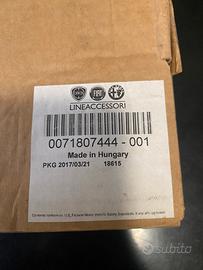 LINEACCESSORI
0071807444 - 001
Made in Hungary
PKG 2017/03/21 18615
subito